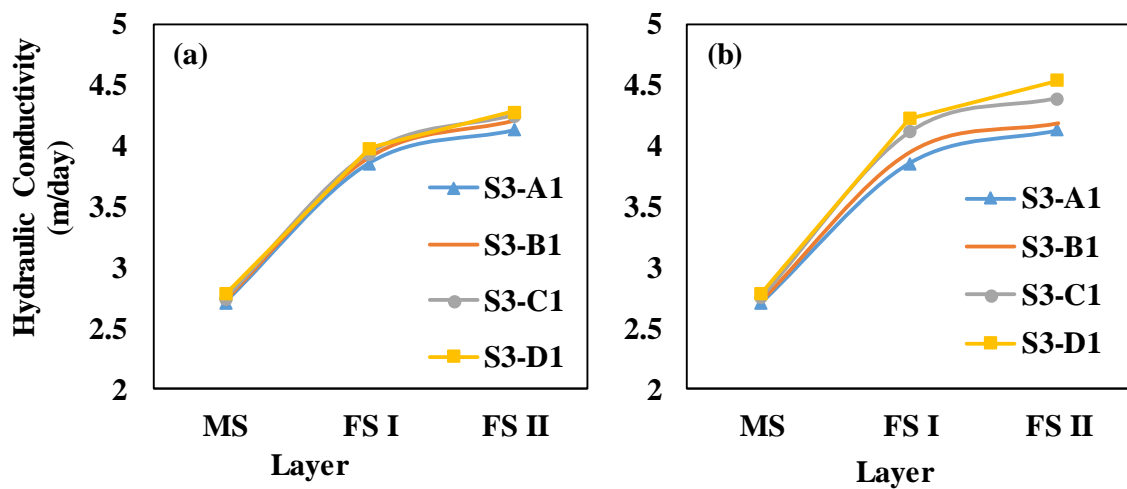 Hydraulic Conductivity
(m/day)
(a)
5
4.5
4
3.5
3
2.5
2
S3-A1
S3-B1
S3-C1
S3-D1
MS FS I FS II
Layer
(b)
5
4.5
4
3.5
3
2.5
2
S3-A1
S3-B1
S3-C1
S3-D1
MS FS I FS II
Layer